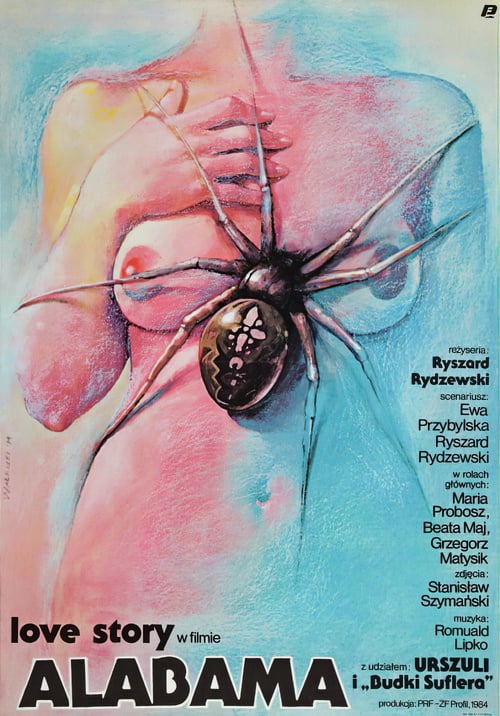 reżyseria:
Ryszard
Rydzewski
scenariusz:
Ewa
Przybylska
Ryszard
Rydzewski
w rolach
głównych:
Maria
Probosz,
Beata Maj,
Grzegorz
Matysik
zdjęcia:
Stanisław
Szymański
muzyka:
Romuald
Lipko
love story w filmie
ALABAMA
z udziałem: URSZULI
i „Budki Suflera”
produkcja: PRF-ZF Profil, 1984